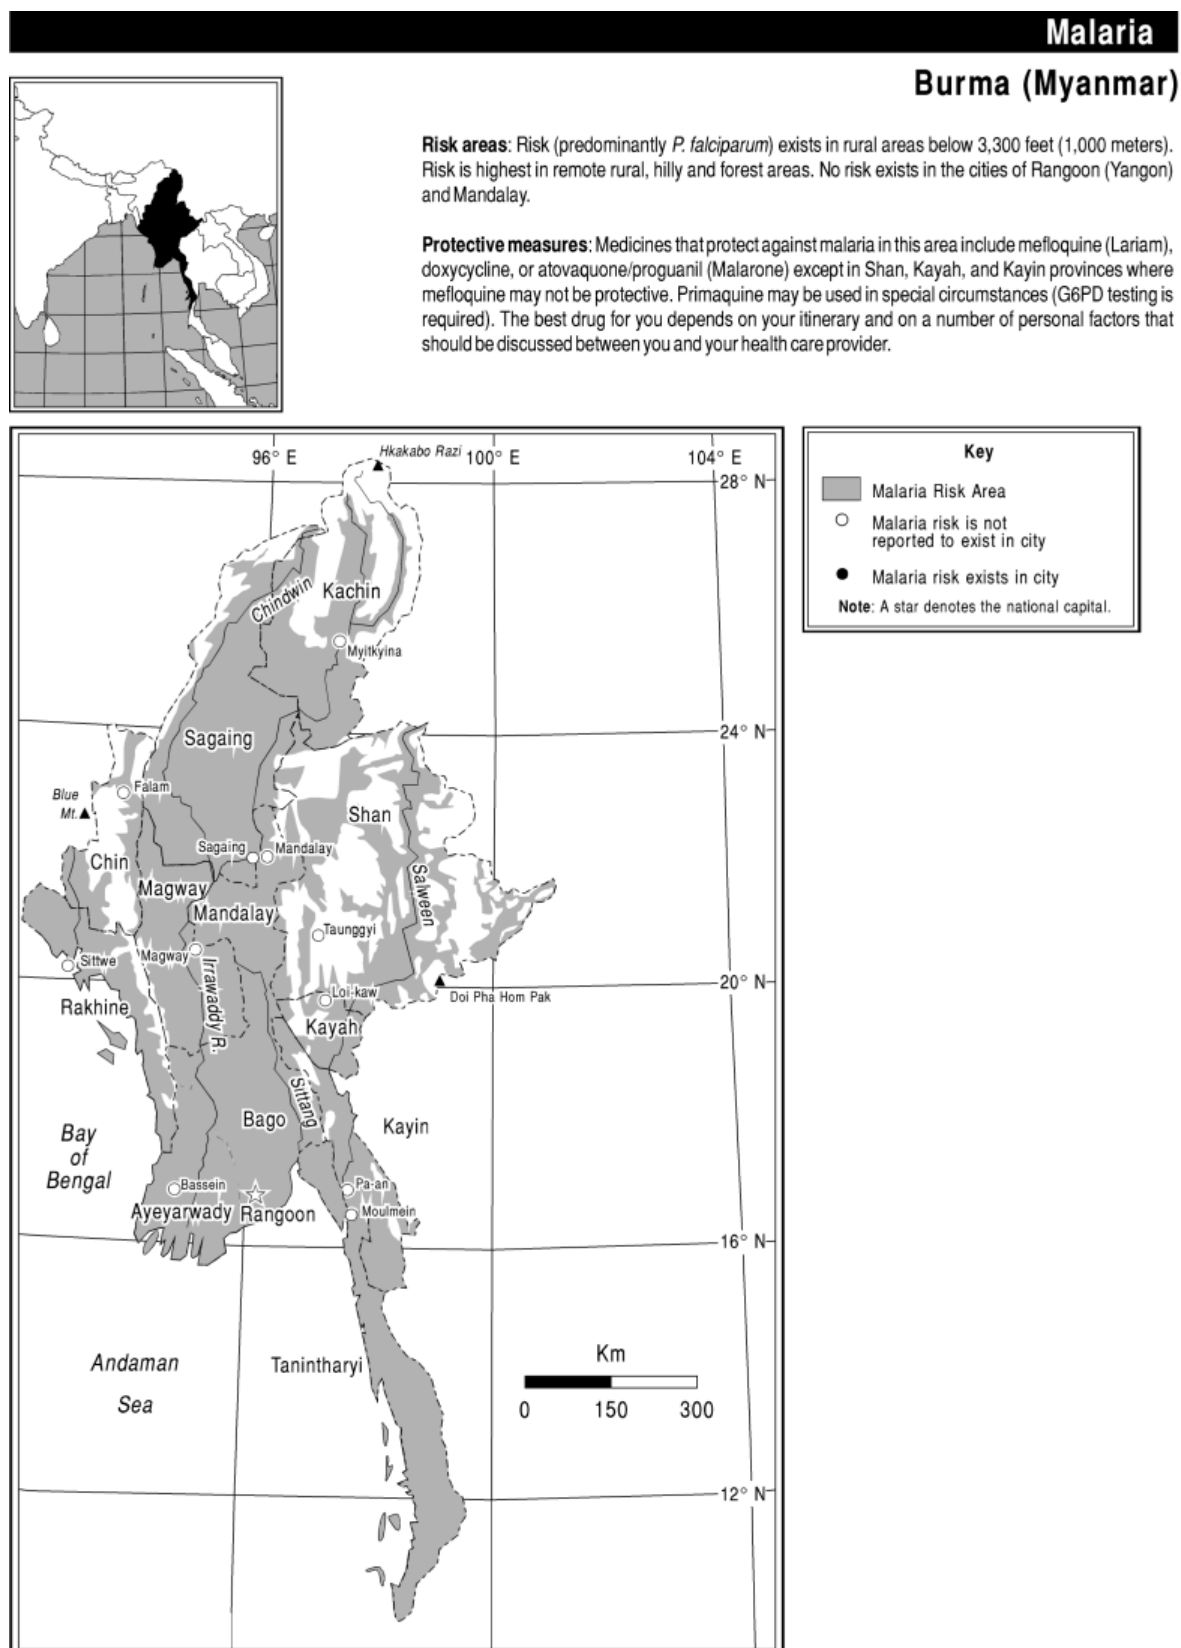 Malaria
Burma (Myanmar)
Risk areas: Risk (predominantly P. falciparum) exists in rural areas below 3,300 feet (1,000 meters).
Risk is highest in remote rural, hilly and forest areas. No risk exists in the cities of Rangoon (Yangon)
and Mandalay.
Protective measures: Medicines that protect against malaria in this area include mefloquine (Lariam),
doxycycline, or atovaquone/proguanil (Malarone) except in Shan, Kayah, and Kayin provinces where
mefloquine may not be protective. Primaquine may be used in special circumstances (G6PD testing is
required). The best drug for you depends on your itinerary and on a number of personal factors that
should be discussed between you and your health care provider.
Key
Malaria Risk Area
Malaria risk is not
reported to exist in city
Malaria risk exists in city
Note: A star denotes the national capital.
96° E
Hkakabo Razi
100° E
104° E
28° N
Chindwin
Kachin
Myitkyina
24° N
Sagaing
Falam
Blue
Mt.
Shan
Sagaing
Mandalay
Chin
Magway
Salween
Mandalay
Taunggyi
Magway
Sittwe
Irrawaddy R.
20° N
Loi-kaw
Doi Pha Hom Pak
Rakhine
Kayah
Sittang
Bago
Kayin
Bay
of
Bengal
Bassein
Pa-an
Ayeyarwady
Rangoon
Moulmein
16° N
Andaman
Sea
Tanintharyi
Km
0
150
300
12° N